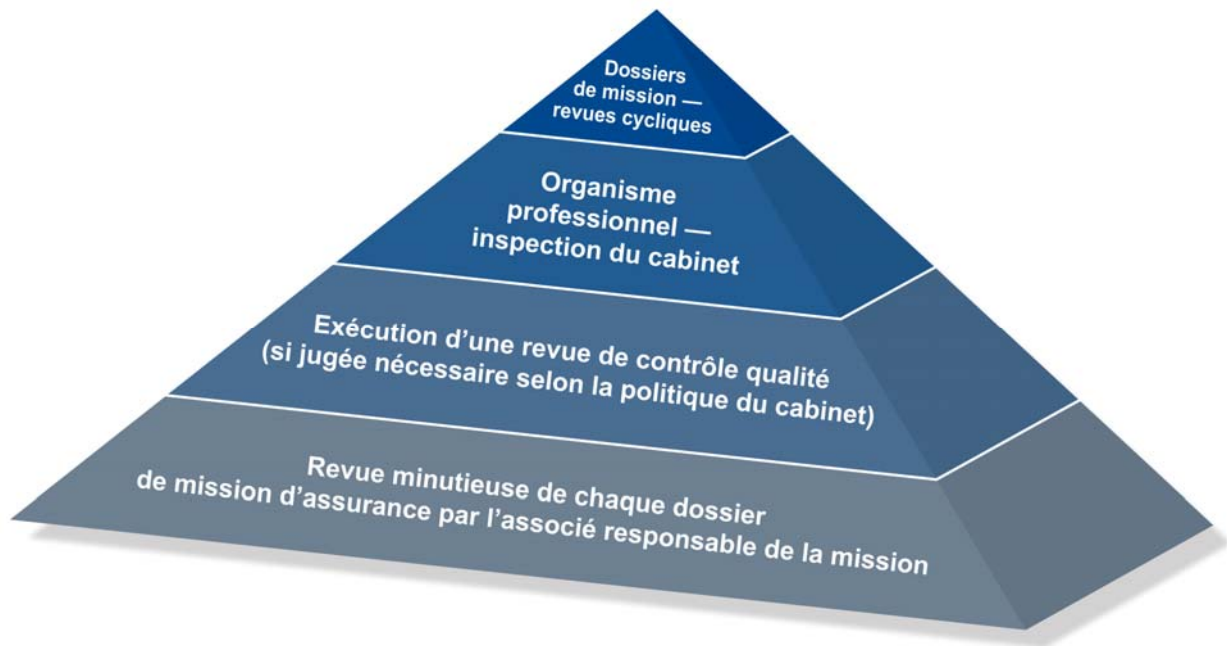 Dossiers
de mission —
revues cycliques
Organisme
professionnel —
inspection du cabinet
Exécution d’une revue de contrôle qualité
(si jugée nécessaire selon la politique du cabinet)
Revue minutieuse de chaque dossier
de mission d’assurance par l’associé responsable de la mission